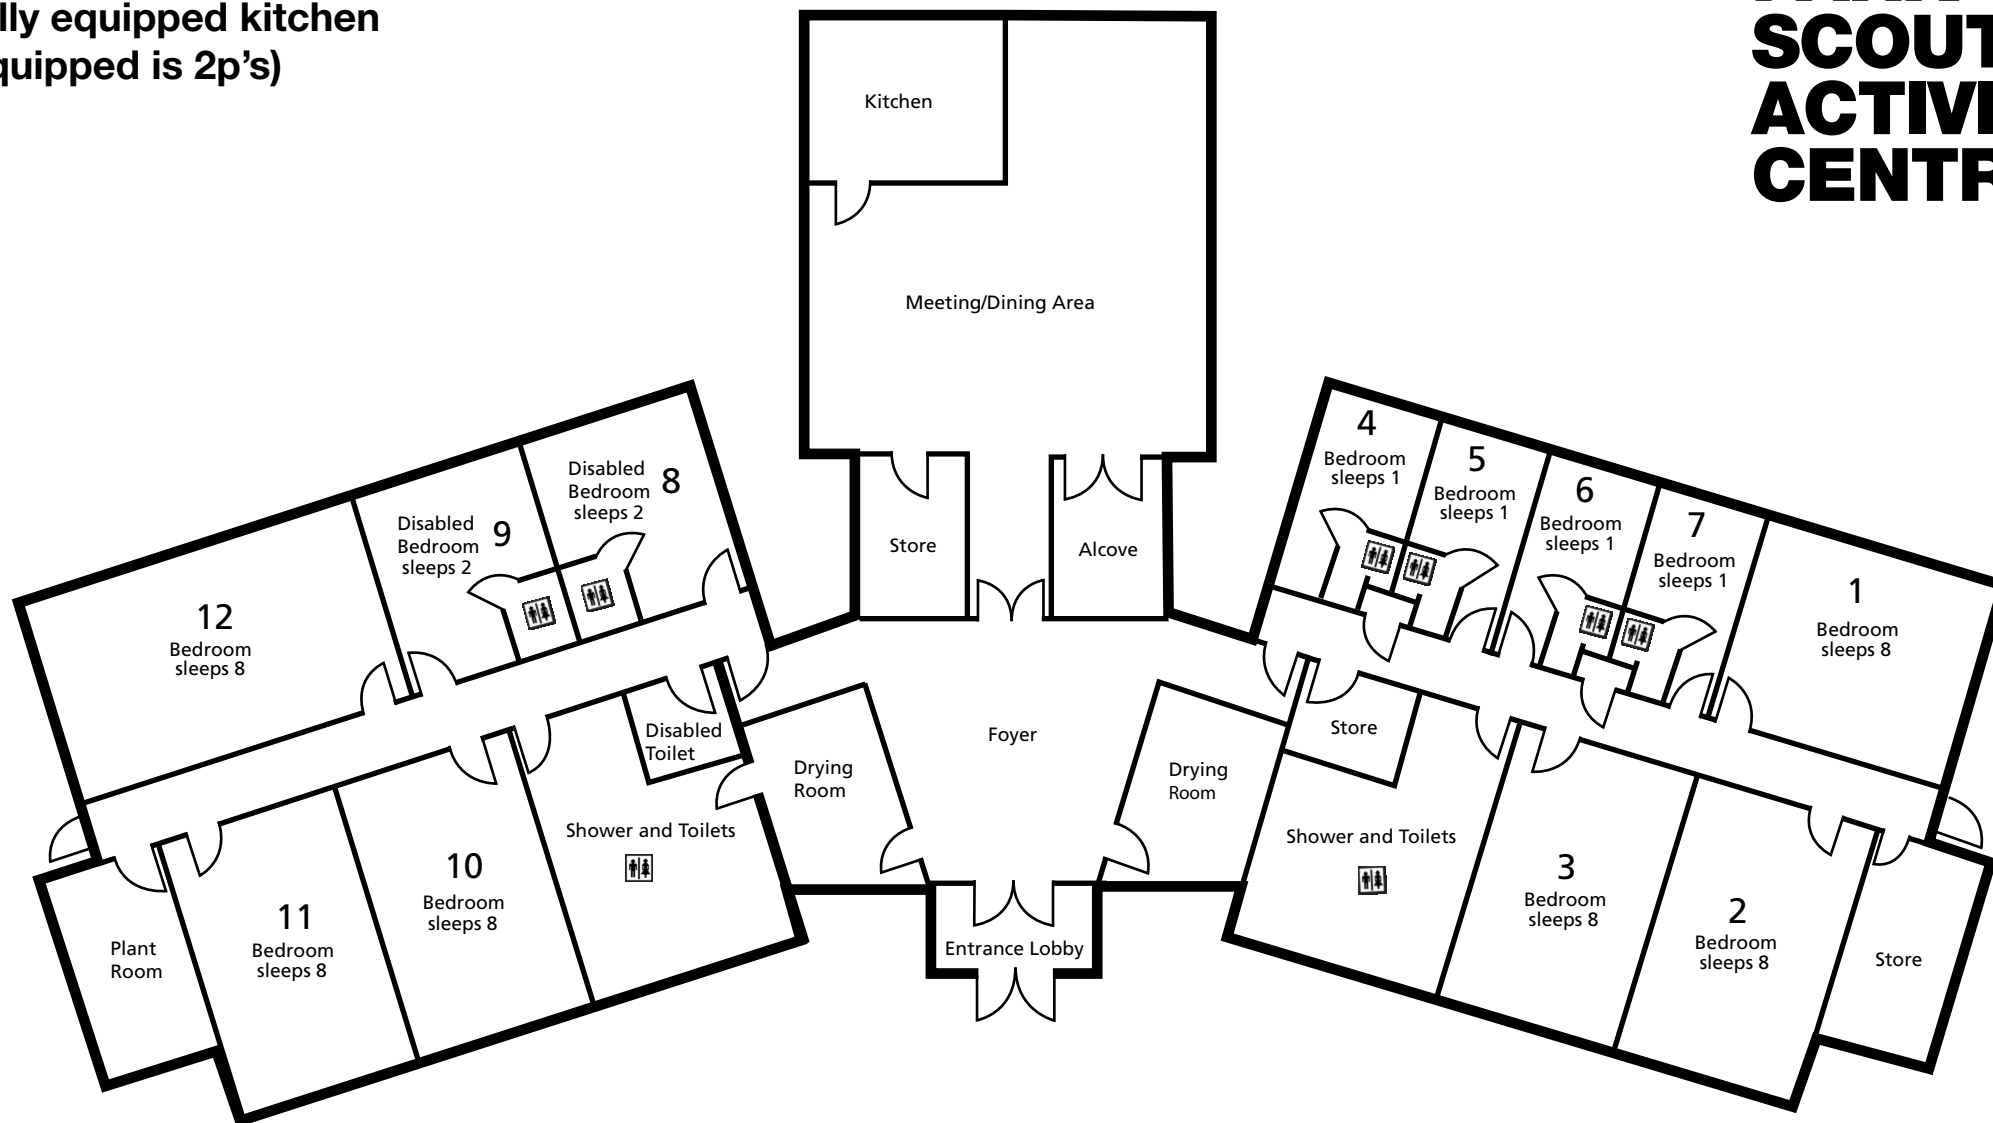 lly equipped kitchen
quipped is 2p's)
SCOUT
ACTIVI
CENTR
Kitchen
Meeting/Dining Area
Store
Alcove
12
Bedroom
sleeps 8
Disabled
Bedroom
sleeps 2
9
Disabled
Bedroom
sleeps 2
8
4
Bedroom
sleeps 1
5
Bedroom
sleeps 1
6
Bedroom
sleeps 1
7
Bedroom
sleeps 1
1
Bedroom
sleeps 8
Disabled
Toilet
Drying
Room
Foyer
Drying
Room
Store
Shower and Toilets
Shower and Toilets
Plant
Room
11
Bedroom
sleeps 8
10
Bedroom
sleeps 8
Entrance Lobby
3
Bedroom
sleeps 8
2
Bedroom
sleeps 8
Store